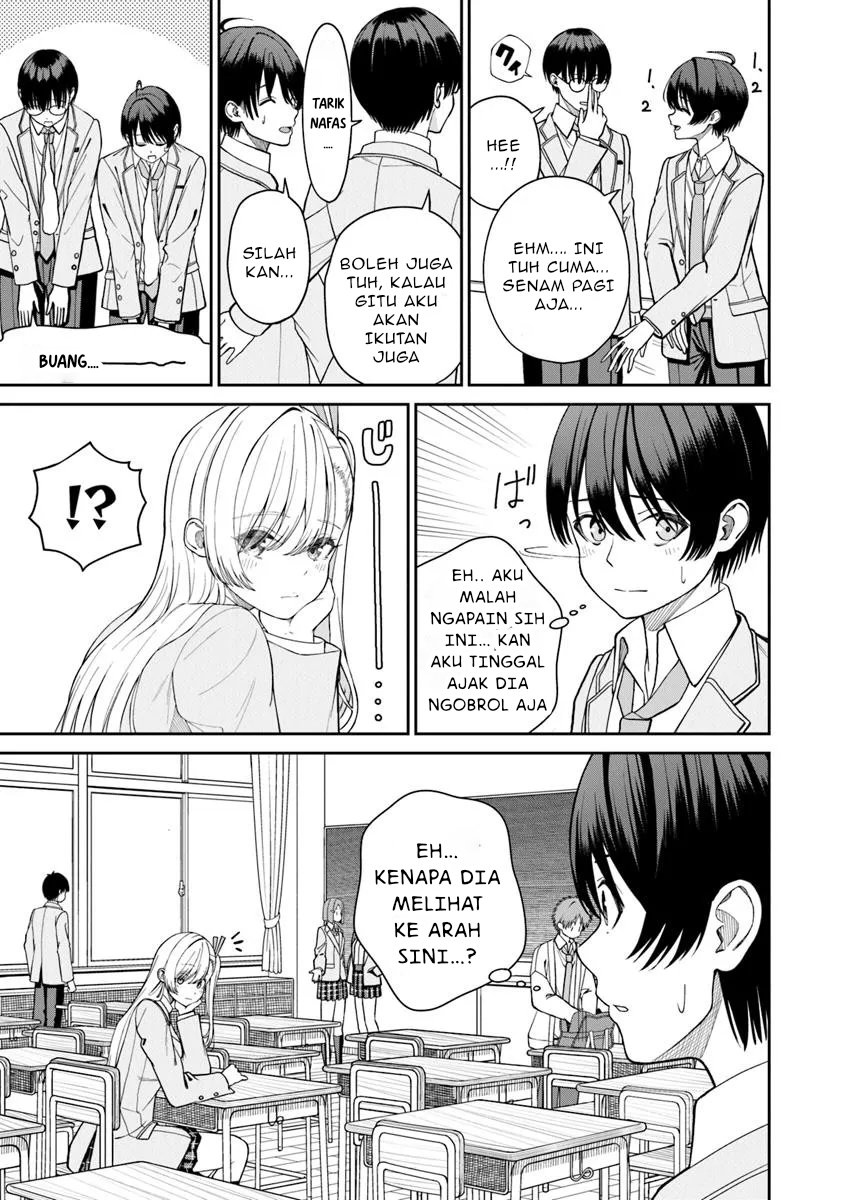 1、2
1、2
クイ
HEE
...!!
EHM.... INI
TUH CUMA...
SENAM PAGI
AJA...
BOLEH JUGA
TUH, KALAU
GITU AKU
AKAN
IKUTAN
JUGA
TARIK
NAFAS
....
SILAH
KAN...
BUANG....
ばっ
EH.. AKU
MALAH
NGAPAIN SIH
INI... KAN
AKU TINGGAL
AJAK DIA
NGOBROL AJA
じ
!?
EH...
KENAPA DIA
MELIHAT
KE ARAH
SINI...?